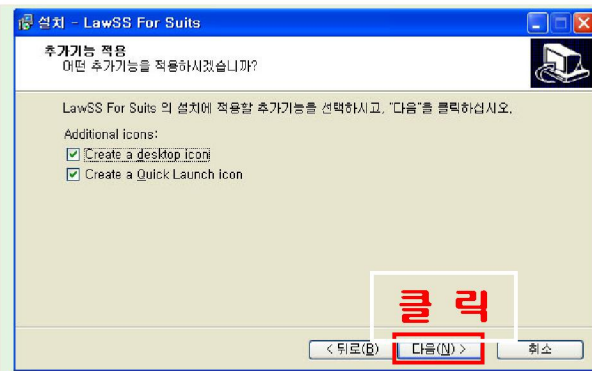 설치 - LawSS For Suits
추가기능 적용
어떤 추가기능을 적용하시겠습니까?
LawSS For Suits 의 설치에 적용할 추가기능를 선택하시고, "다음"을 클릭하십시오.
Additional icons:
Create a desktop icon
Create a Quick Launch icon
클 릭
< 뒤로(B) 다음(N) > 취소